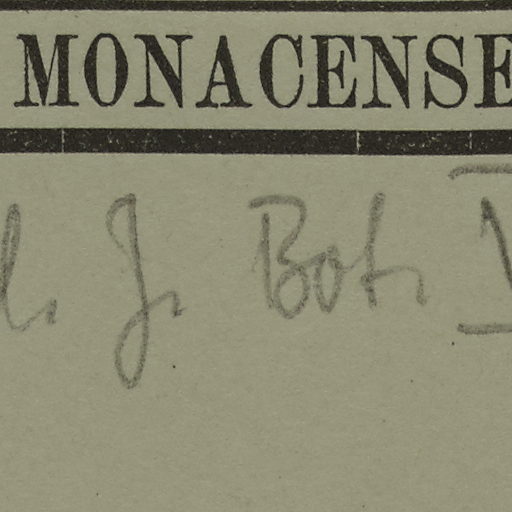 MONACENSE
l. J. Bot. V